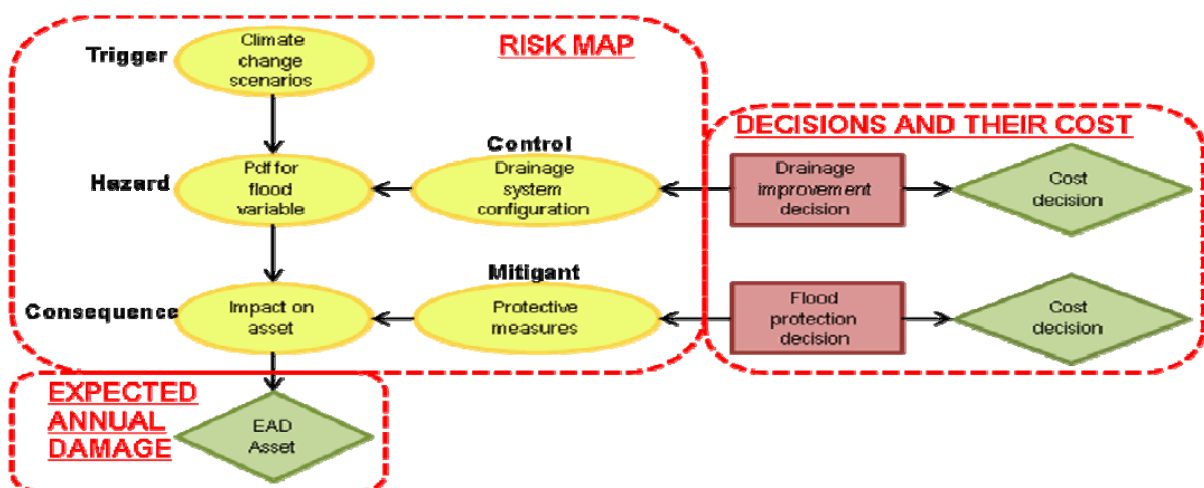 Trigger
Climate
change
scenarios
RISK MAP
DECISIONS AND THEIR COST
Control
Hazard
Pdf for
flood
variable
Drainage
system
configuration
Drainage
improvement
decision
Cost
decision
Mitigant
Consequence
Impact on
asset
Protective
measures
Flood
protection
decision
Cost
decision
EXPECTED
ANNUAL
DAMAGE
EAD
Asset